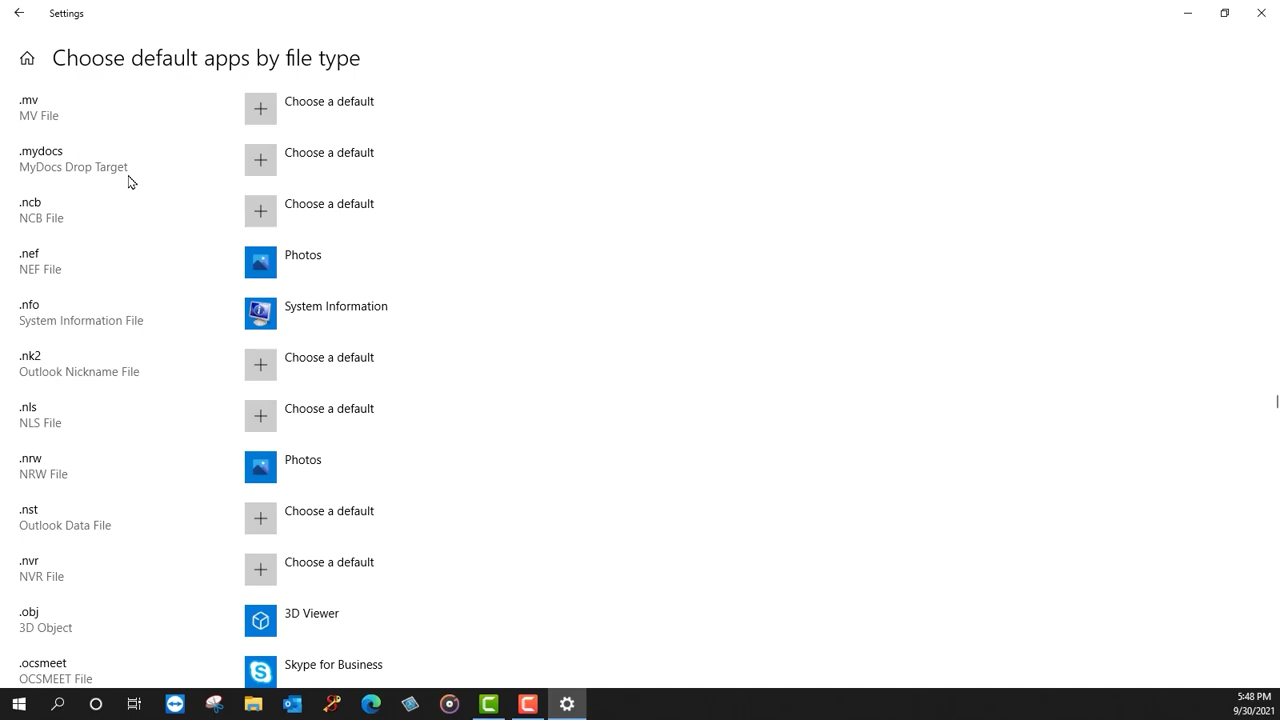 Settings
Choose default apps by file type
.mv
MV File
Choose a default
.mydocs
MyDocs Drop Target
Choose a default
.ncb
NCB File
Choose a default
.nef
NEF File
Photos
.nfo
System Information File
System Information
.nk2
Outlook Nickname File
Choose a default
.nls
NLS File
Choose a default
.nrw
NRW File
Photos
.nst
Outlook Data File
Choose a default
.nvr
NVR File
Choose a default
.obj
3D Object
3D Viewer
.ocsmeet
OCSMEET File
Skype for Business
5:48 PM
9/30/2021